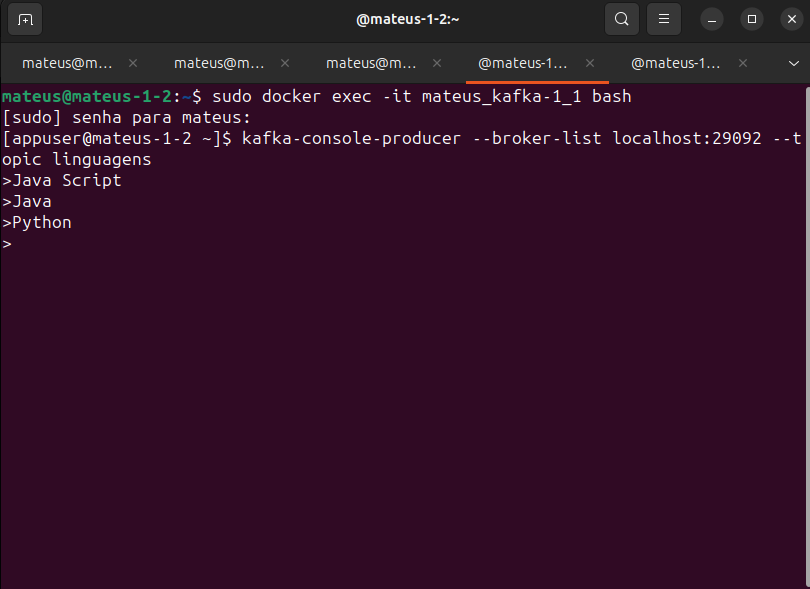 @mateus-1-2:~
mateus@m... mateus@m... mateus@m... @mateus-1... @mateus-1...
mateus@mateus-1-2:~$ sudo docker exec -it mateus_kafka-1_1 bash
[sudo] senha para mateus:
[appuser@mateus-1-2 ~]$ kafka-console-producer --broker-list localhost:29092 --t
opic linguagens
>Java Script
>Java
>Python
>